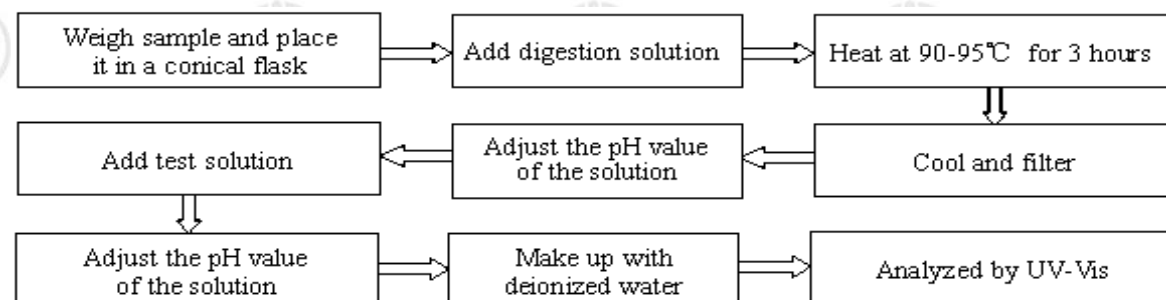 Weigh sample and place
it in a conical flask
Add digestion solution
Heat at 90-95℃ for 3 hours
Cool and filter
Adjust the pH value
of the solution
Add test solution
Adjust the pH value
of the solution
Make up with
deionized water
Analyzed by UV-Vis